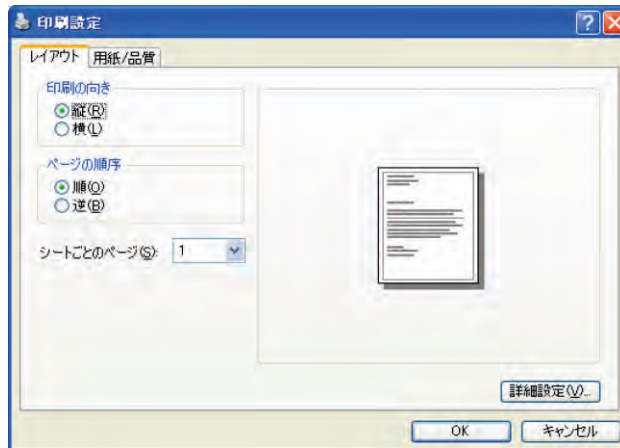 印刷設定
レイアウト 用紙/品質
印刷の向き
縦(R)
横(L)
ページの順序
順(O)
逆(B)
シートごとのページ(S): 1
詳細設定(V)...
OK キャンセル